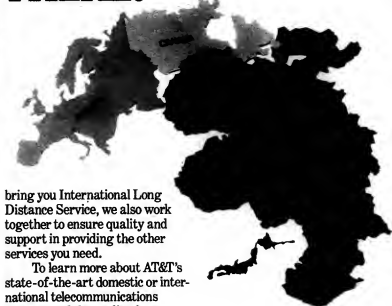 CANADA
bring you International Long
Distance Service, we also work
together to ensure quality and
support in providing the other
services you need.
To learn more about AT&T's
state-of-the-art domestic or inter-
national telecommunications